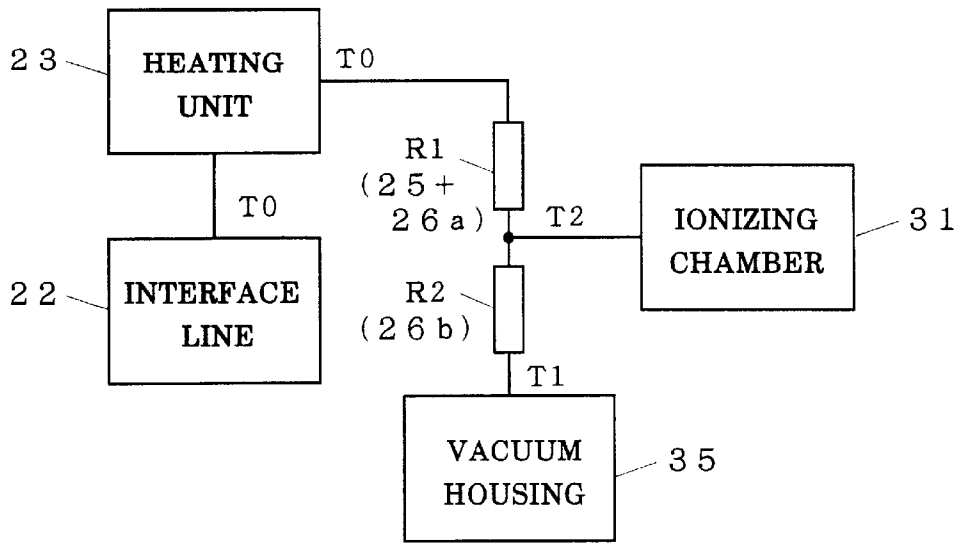 23
HEATING
UNIT
T0
R1
(25+
26a)
T0
T2
IONIZING
CHAMBER
31
22
INTERFACE
LINE
R2
(26b)
T1
VACUUM
HOUSING
35